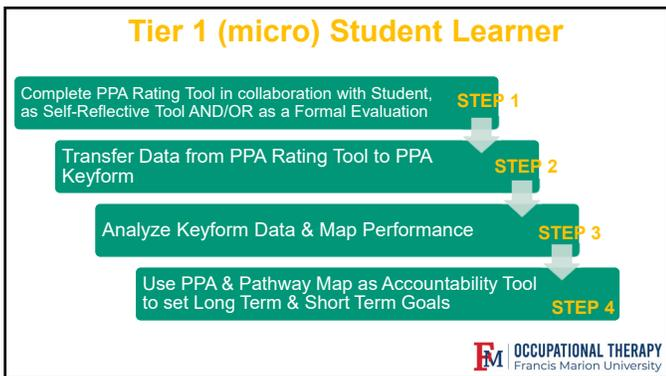 Tier 1 (micro) Student Learner
Complete PPA Rating Tool in collaboration with Student,
as Self-Reflective Tool AND/OR as a Formal Evaluation
STEP 1
Transfer Data from PPA Rating Tool to PPA
Keyform
STEP 2
Analyze Keyform Data & Map Performance
STEP 3
Use PPA & Pathway Map as Accountability Tool
to set Long Term & Short Term Goals
STEP 4
FM
OCCUPATIONAL THERAPY
Francis Marion University